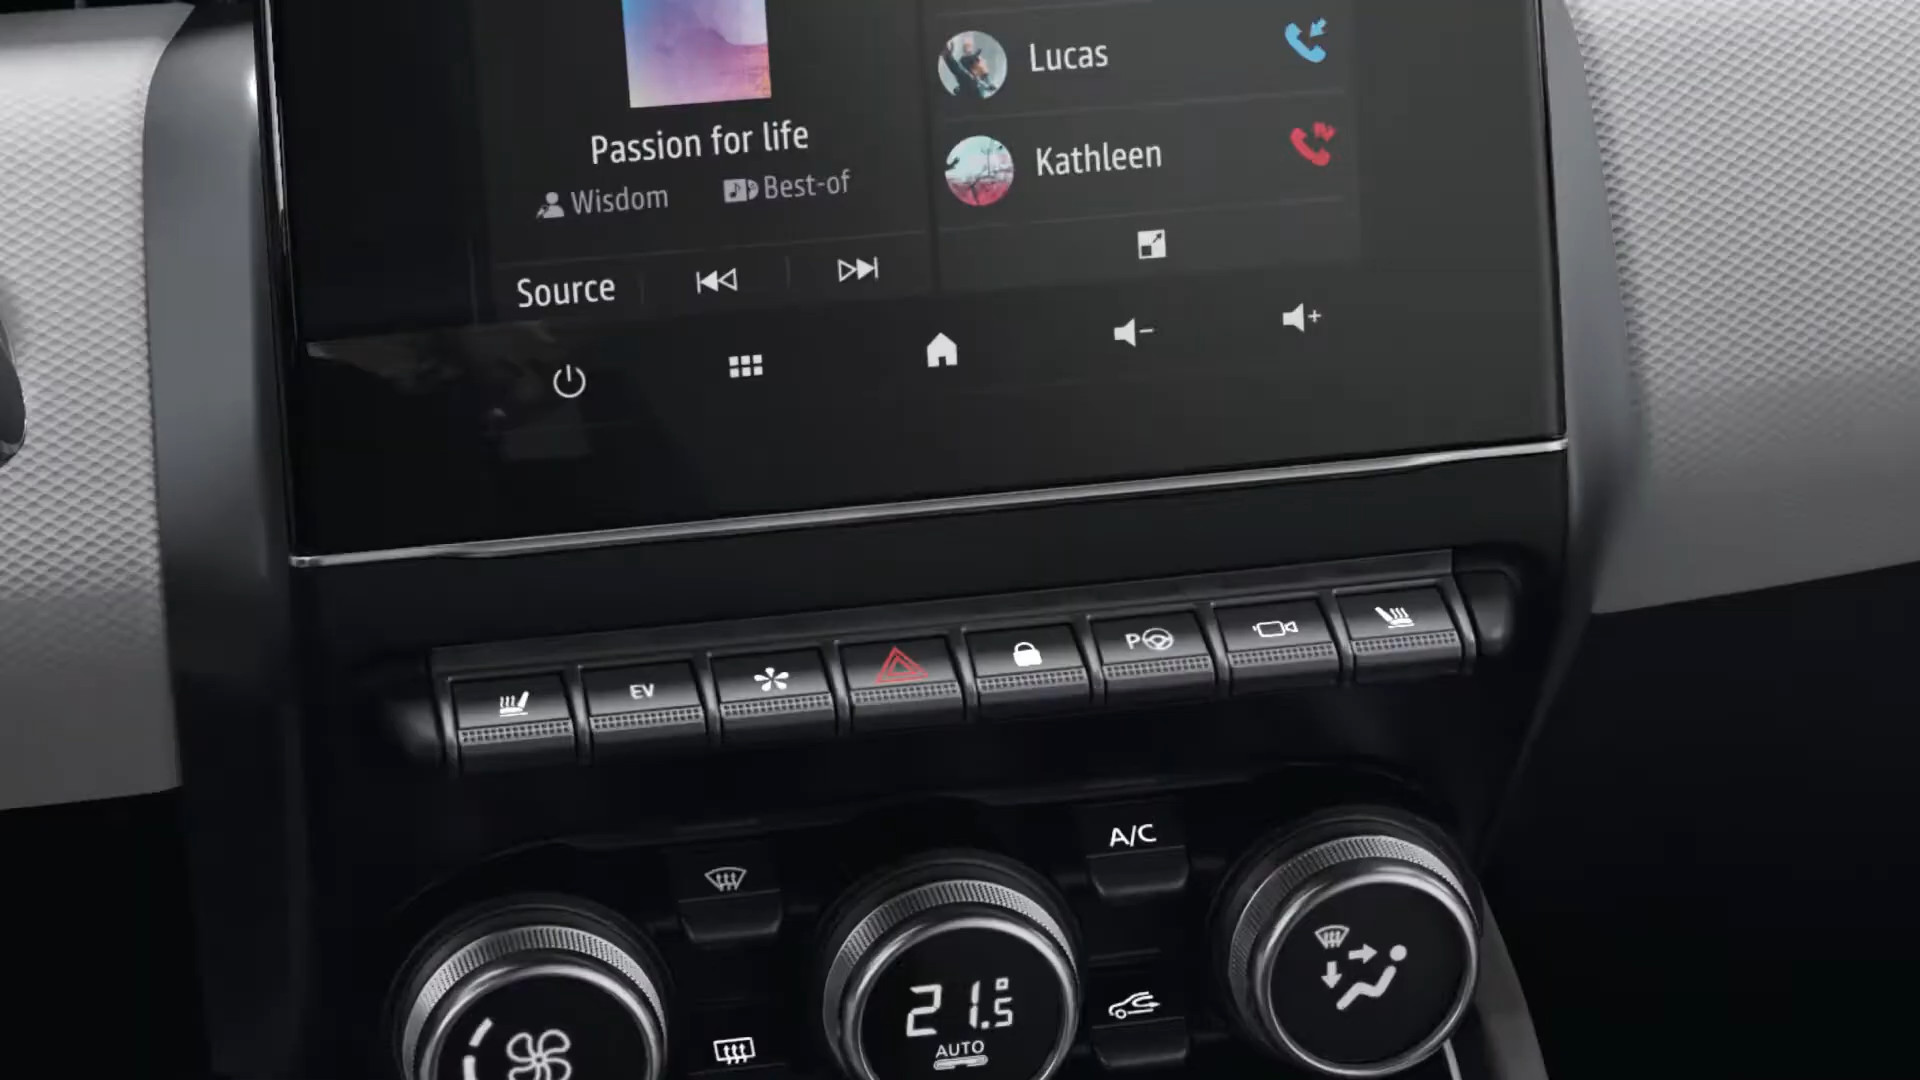 Lucas
Passion for life
Kathleen
Wisdom
Best-of
Source
EV
P
A/C
21.5°
AUTO